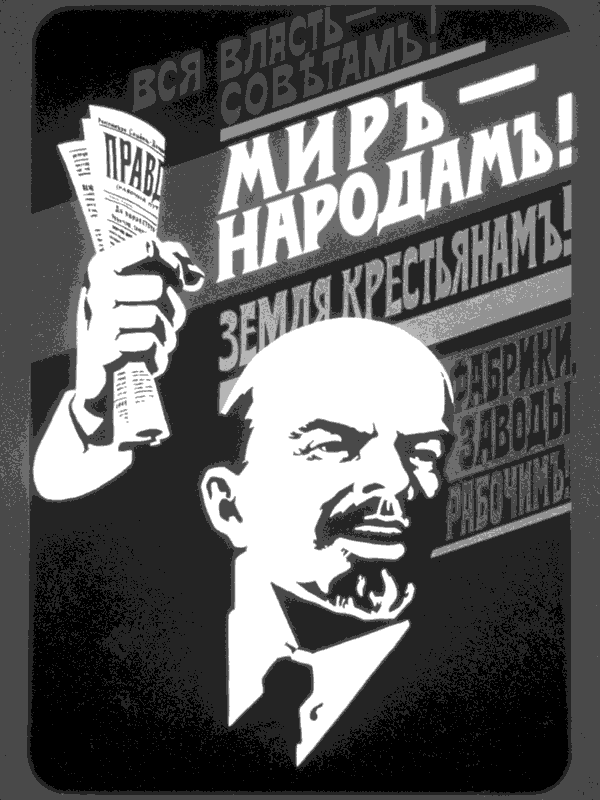 ВСЯ ВЛАСТЬ—
СОВѢТАМЪ!
МИРЪ —
НАРОДАМЪ!
ЗЕМЛЯ КРЕСТЬЯНАМЪ!
ФАБРИКИ,
ЗАВОДЫ
РАБОЧИМЪ!
ПРАВД